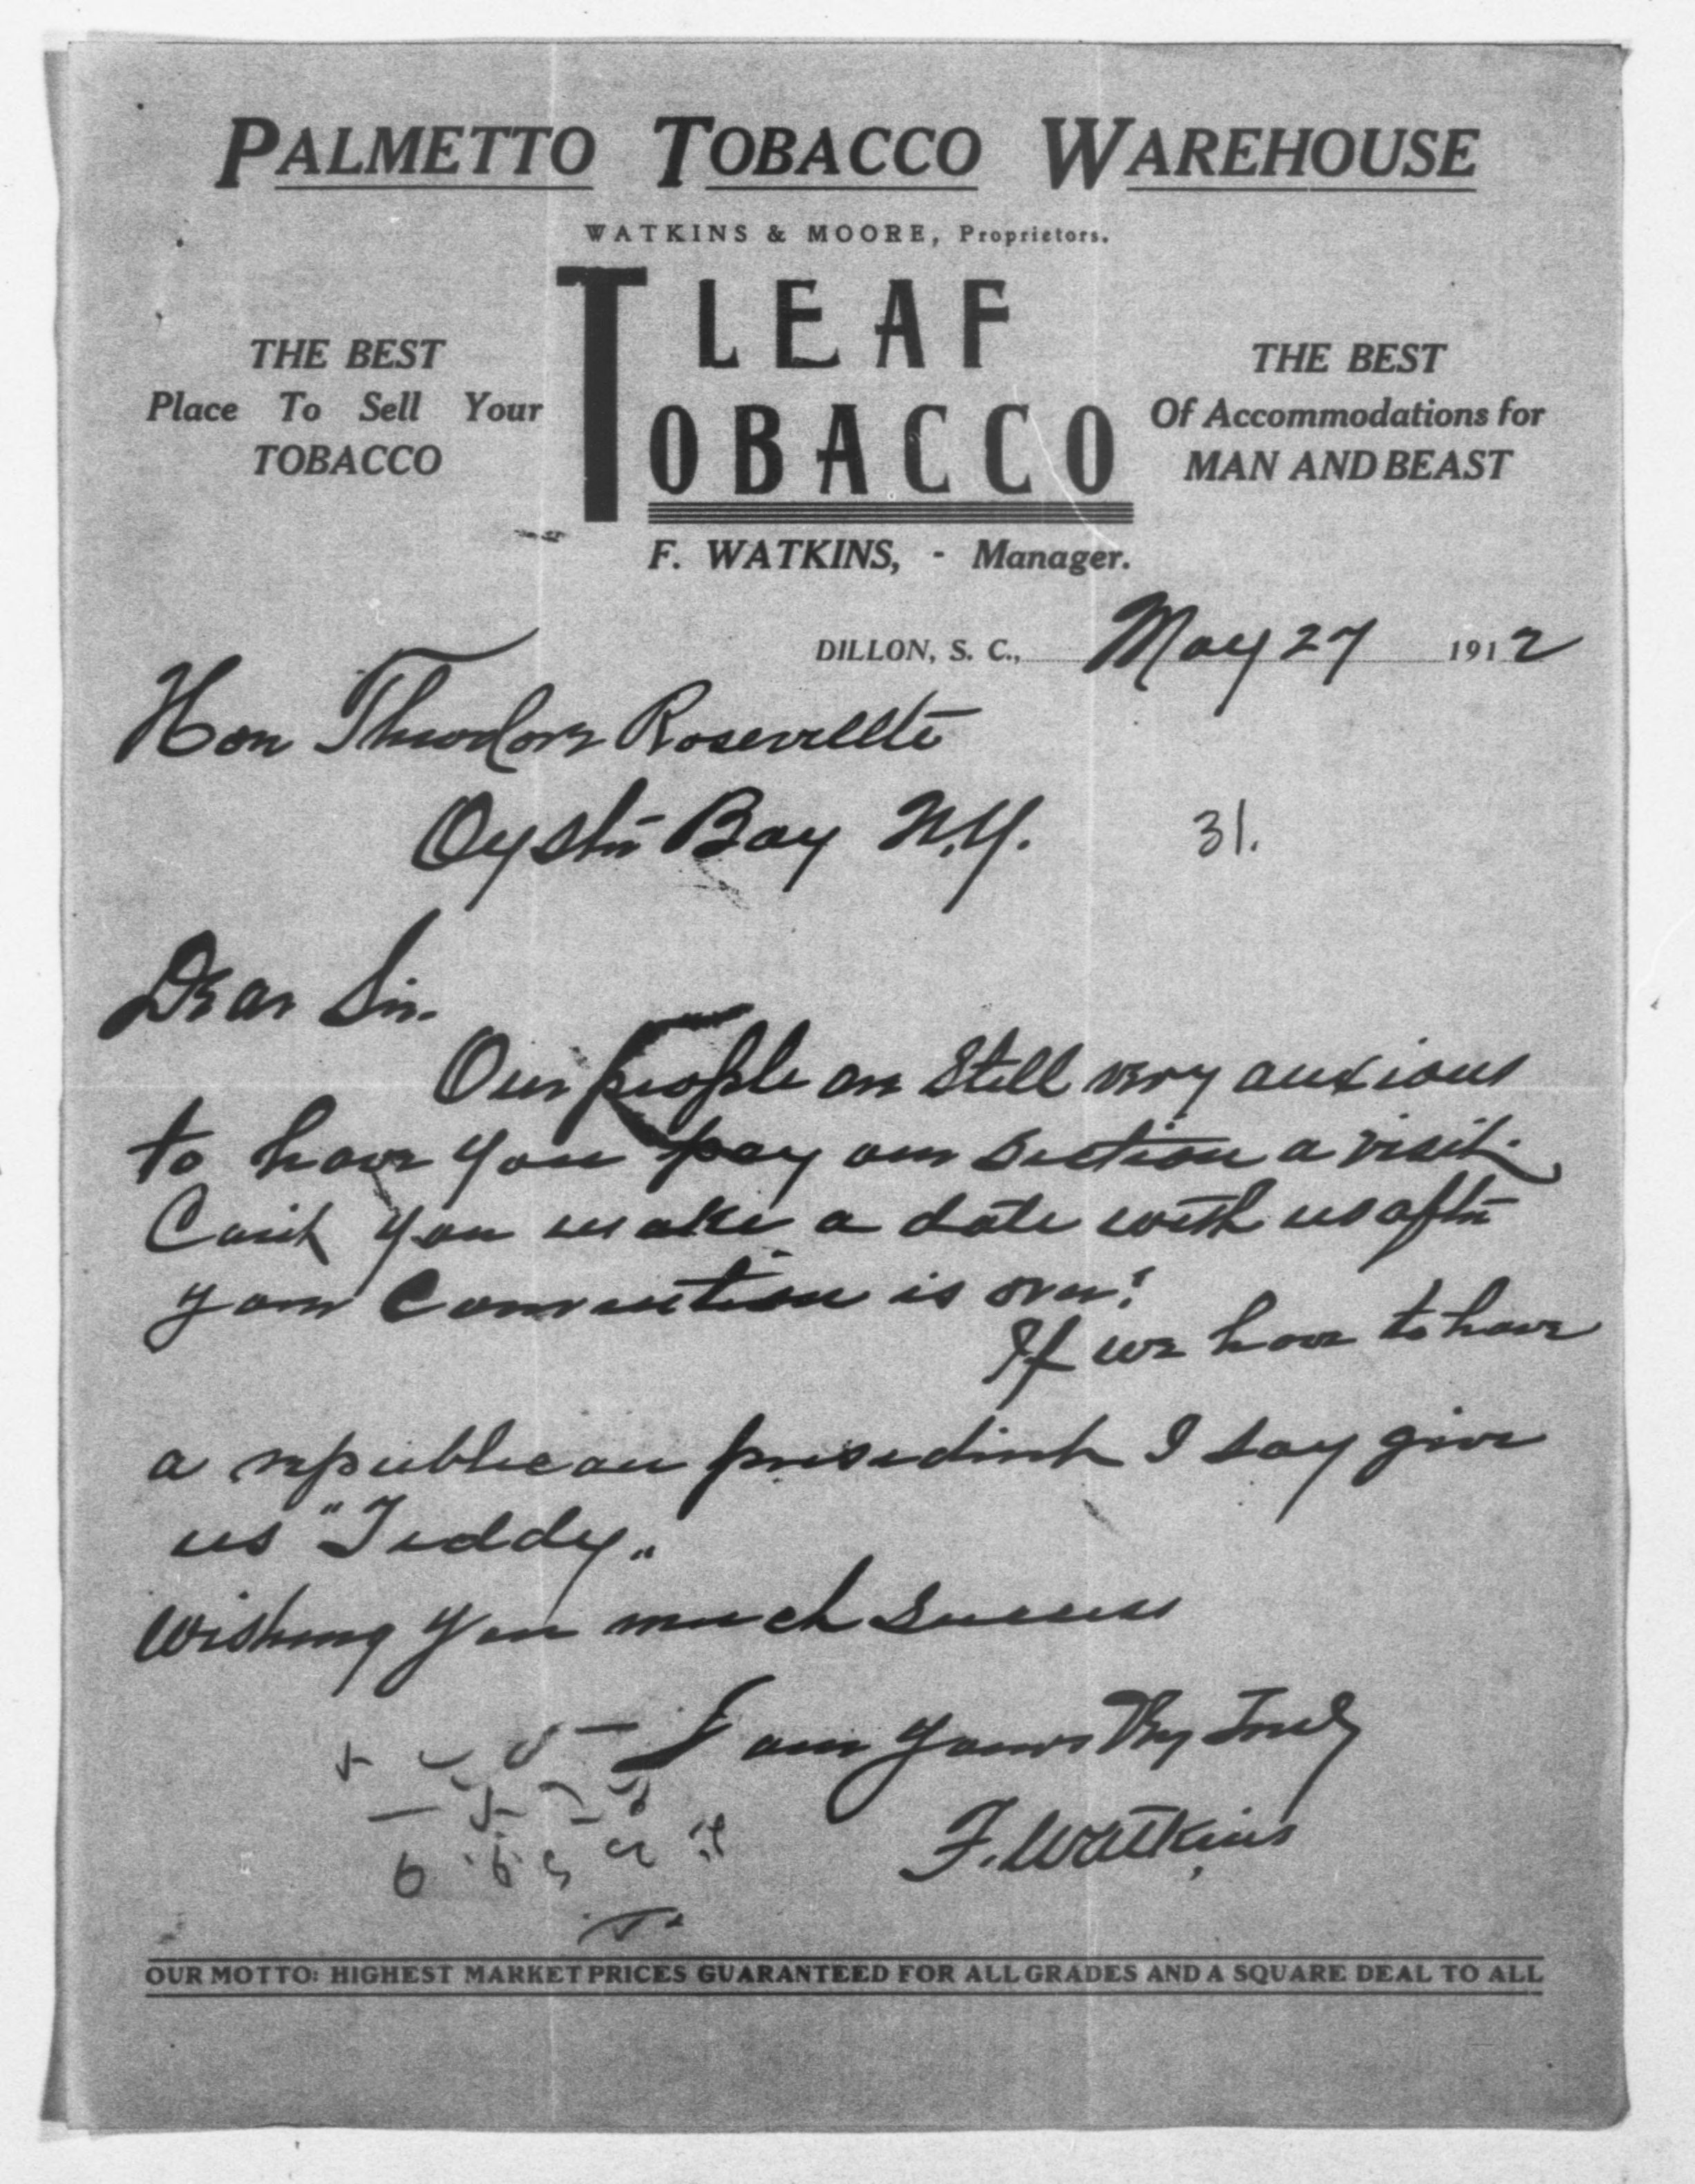 PALMETTO TOBACCO WAREHOUSE
WATKINS & MOORE, Proprietors.
THE BEST
Place To Sell Your
TOBACCO
LEAF
TOBACCO
THE BEST
Of Accommodations for
MAN AND BEAST
F. WATKINS, - Manager.
DILLON, S. C., May 27 1912
Hon Theodore Rosevellte
Oyster Bay N.Y.
31.
Dear Sir.
Our people are still very anxious
to have you pay our section a visit.
Can't you make a date with us after
your Convention is over?
If we have to have
a republican president I say give
us "Teddy"
Wishing you much success
I am yours Very Truly
F. Watkins
OUR MOTTO: HIGHEST MARKET PRICES GUARANTEED FOR ALL GRADES AND A SQUARE DEAL TO ALL